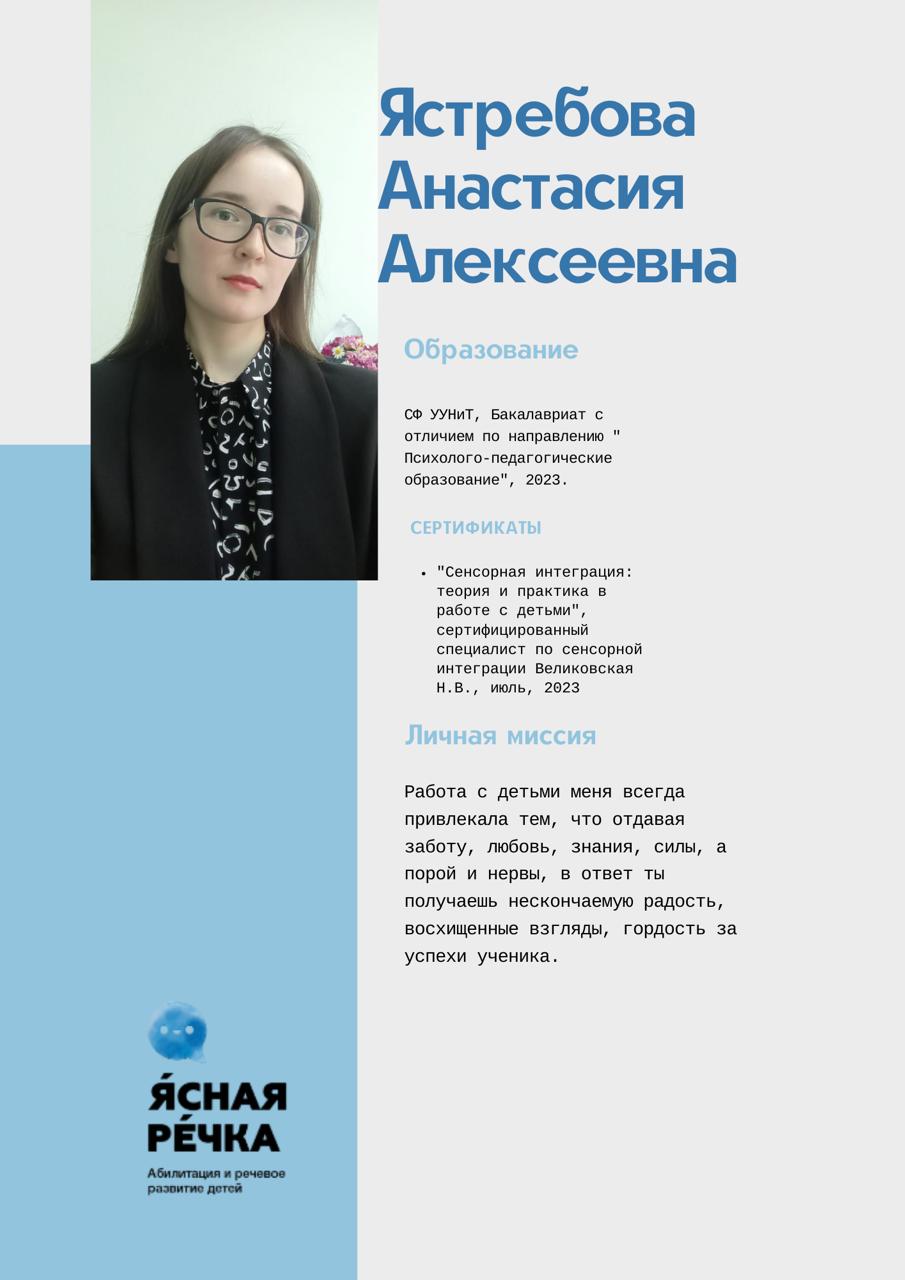 Ястребова
Анастасия
Алексеевна
Образование
СФ УУНиТ, Бакалавриат с
отличием по направлению "
Психолого-педагогические
образование", 2023.
СЕРТИФИКАТЫ
• "Сенсорная интеграция:
теория и практика в
работе с детьми",
сертифицированный
специалист по сенсорной
интеграции Великовская
Н.В., июль, 2023
Личная миссия
Работа с детьми меня всегда
привлекала тем, что отдавая
заботу, любовь, знания, силы, а
порой и нервы, в ответ ты
получаешь нескончаемую радость,
восхищенные взгляды, гордость за
успехи ученика.
Я́СНАЯ
РЕ́ЧКА
Абилитация и речевое
развитие детей